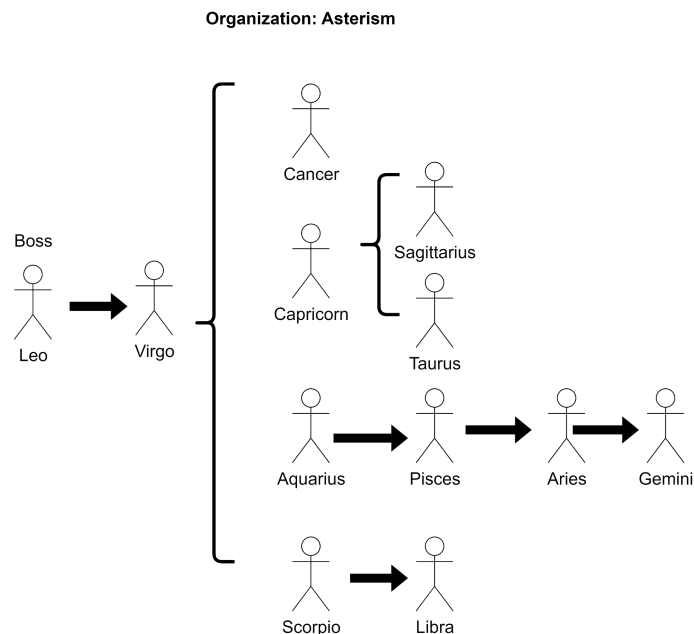 Organization: Asterism
Cancer
Sagittarius
Boss
Capricorn
Leo
Virgo
Taurus
Aquarius
Pisces
Aries
Gemini
Scorpio
Libra